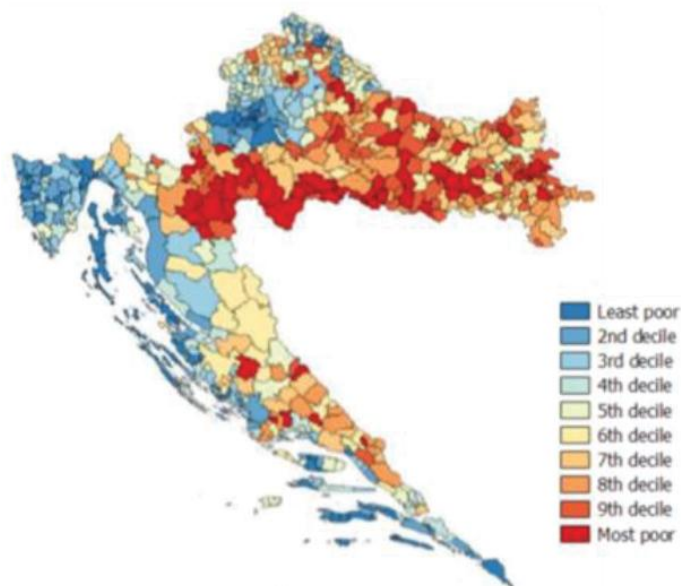 Least poor
2nd decile
3rd decile
4th decile
5th decile
6th decile
7th decile
8th decile
9th decile
Most poor